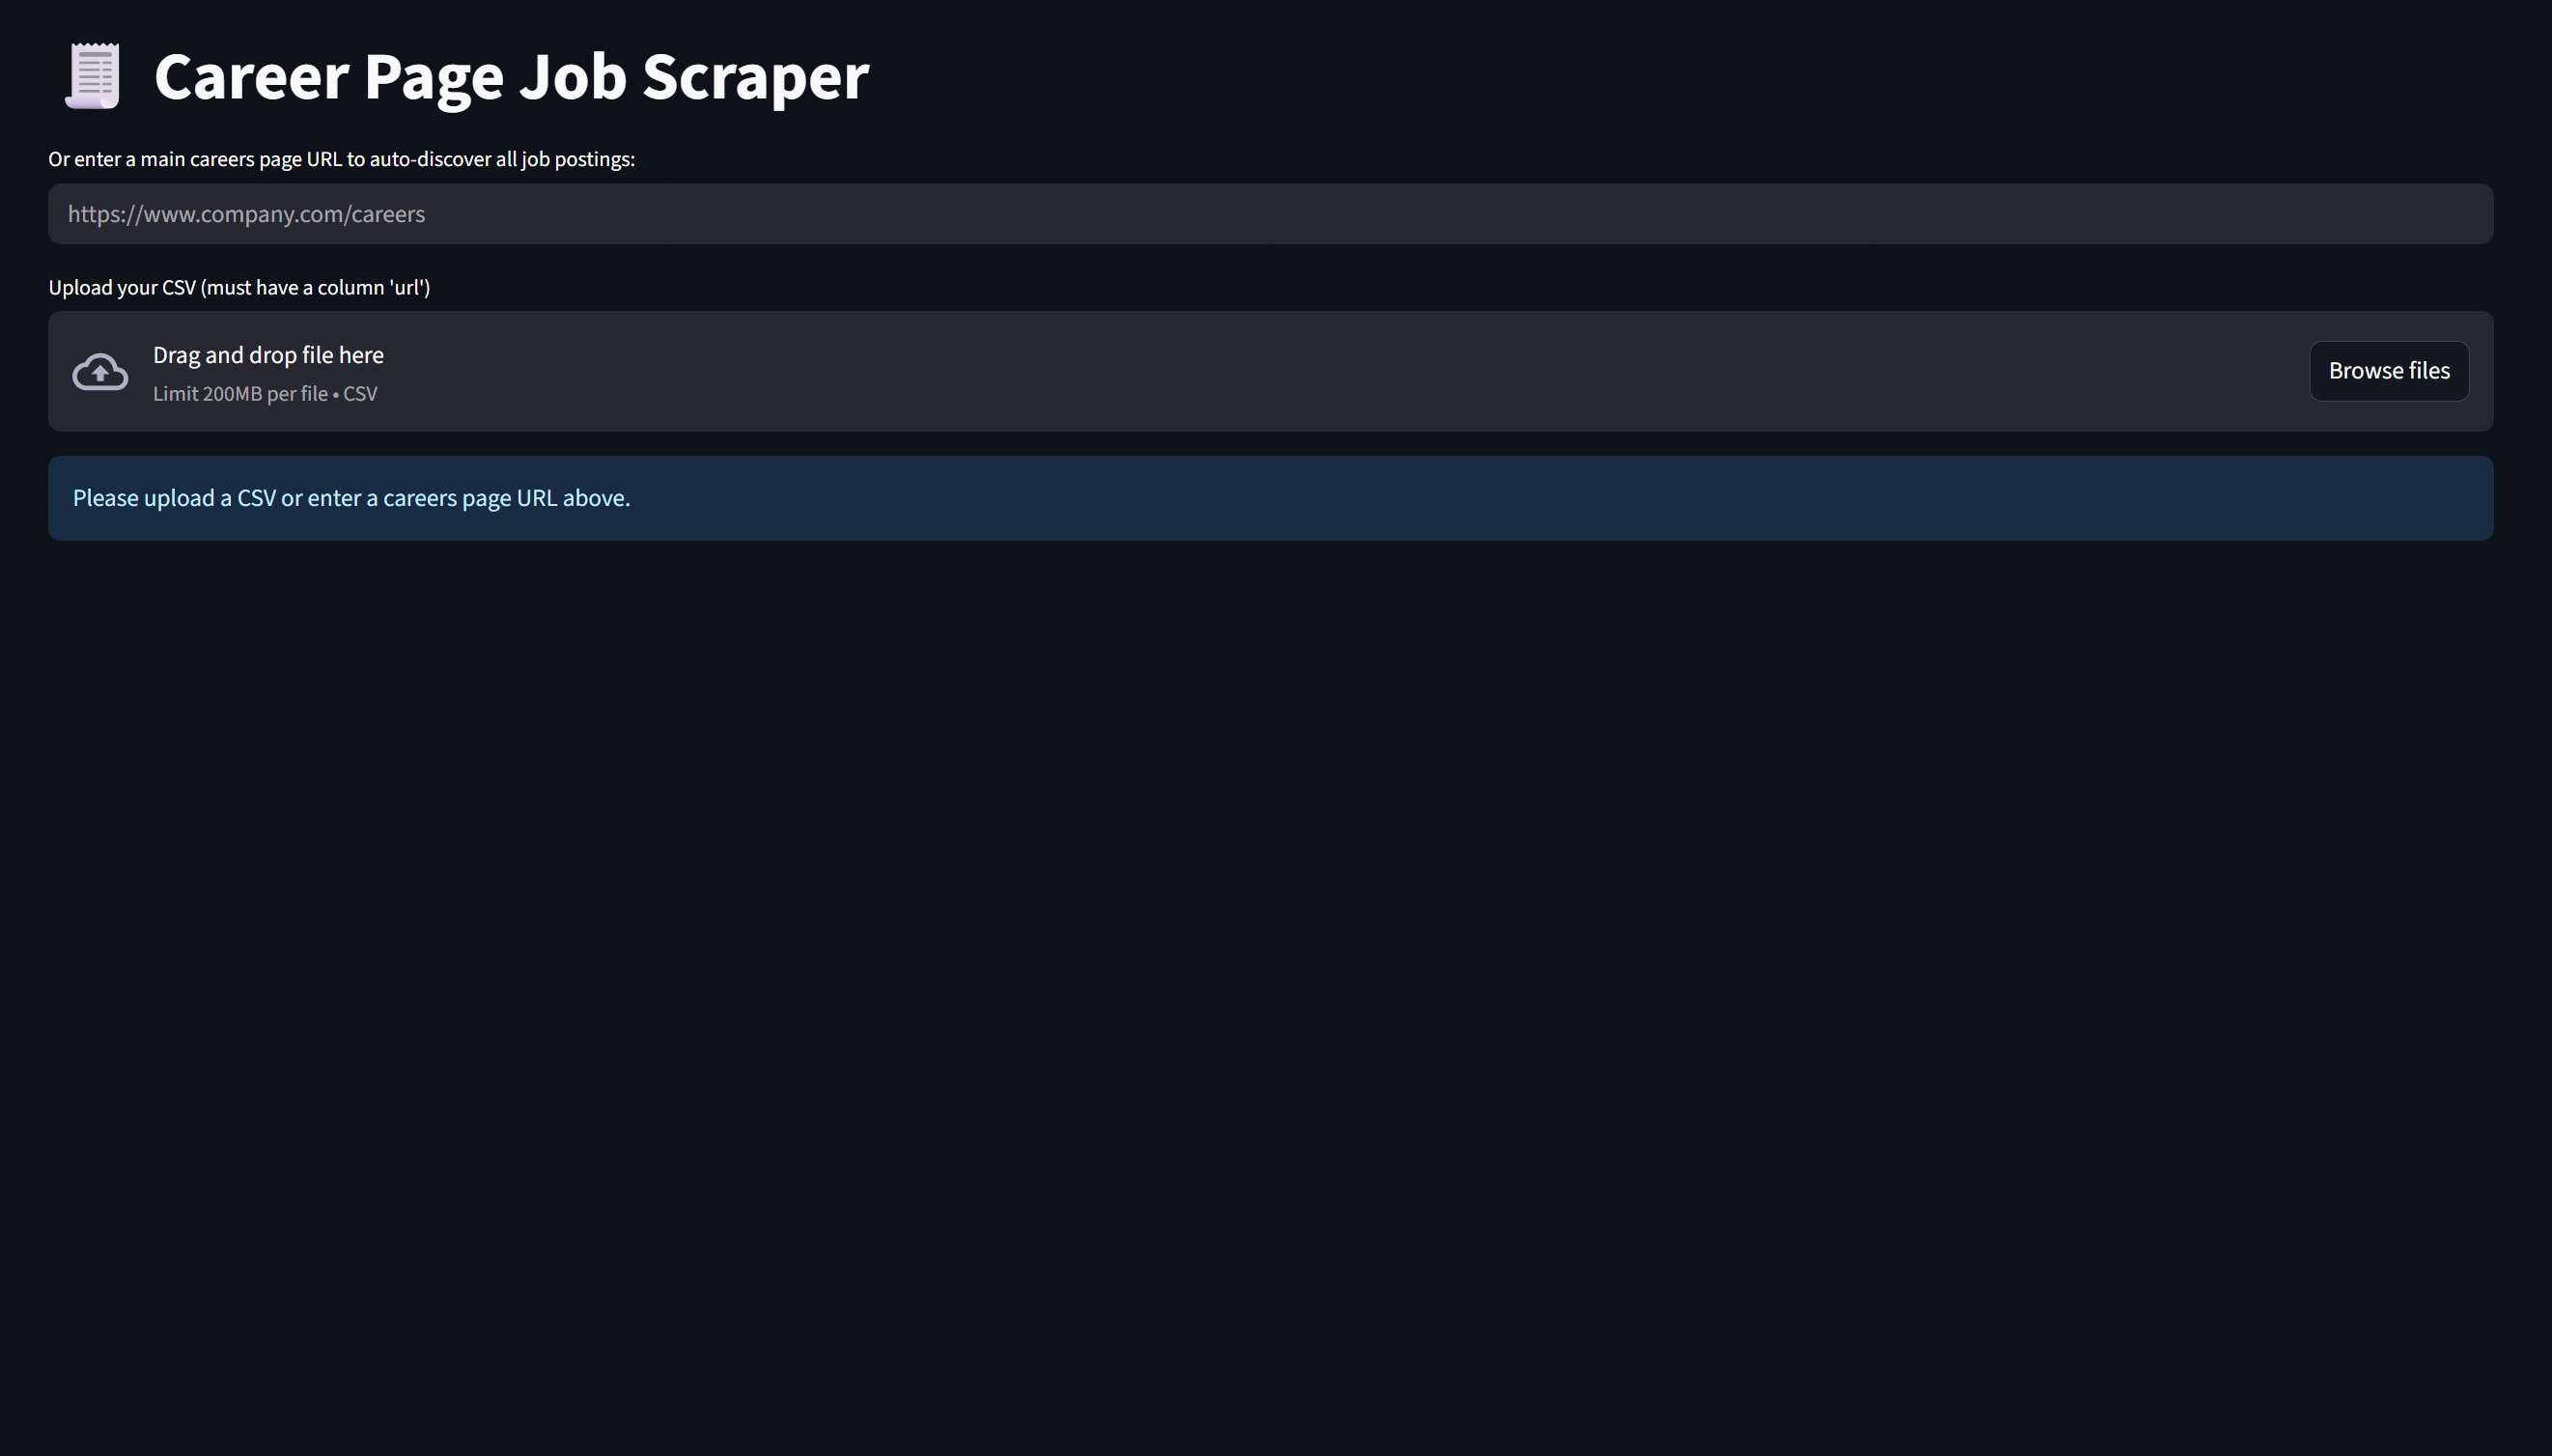 Career Page Job Scraper
Or enter a main careers page URL to auto-discover all job postings:
https://www.company.com/careers
Upload your CSV (must have a column 'url')
Drag and drop file here
Limit 200MB per file • CSV
Browse files
Please upload a CSV or enter a careers page URL above.